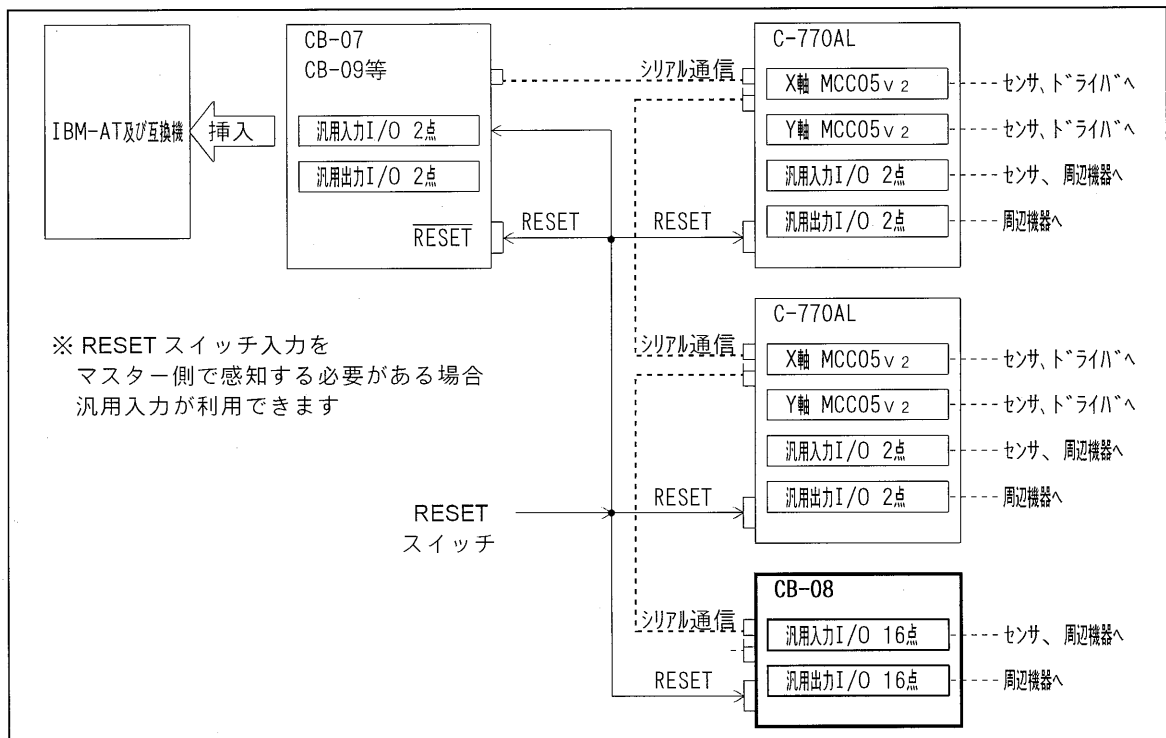 IBM-AT及び互換機
挿入
CB-07
CB-09等
汎用入力I/O 2点
汎用出力I/O 2点
RESET
RESET
RESET
シリアル通信
C-770AL
X軸 MCC05v2
Y軸 MCC05v2
汎用入力I/O 2点
汎用出力I/O 2点
センサ、ドライバへ
センサ、ドライバへ
センサ、周辺機器へ
周辺機器へ
※ RESET スイッチ入力を
マスター側で感知する必要がある場合
汎用入力が利用できます
シリアル通信
C-770AL
X軸 MCC05v2
Y軸 MCC05v2
汎用入力I/O 2点
汎用出力I/O 2点
センサ、ドライバへ
センサ、ドライバへ
センサ、周辺機器へ
周辺機器へ
RESET
スイッチ
RESET
シリアル通信
CB-08
汎用入力I/O 16点
汎用出力I/O 16点
センサ、周辺機器へ
周辺機器へ
RESET